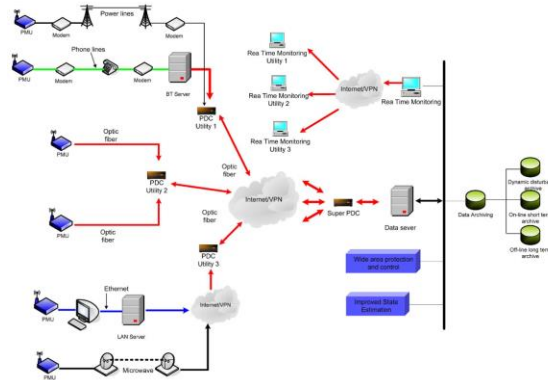 Power lines
PMU
Modem
Modem
Phone lines
PMU
Modem
Modem
BT Server
PDC
Utility 1
Rea Time Monitoring
Utility 1
Rea Time Monitoring
Utility 2
Internet/VPN
Rea Time Monitoring
Rea Time Monitoring
Utility 3
Optic
fiber
PMU
PDC
Utility 2
Optic
fiber
Internet/VPN
Optic
fiber
PMU
Optic
fiber
Super PDC
Data sever
Data Archiving
Dynamic disturba
archive
On-line short ter
archive
Off-line long term
archive
PDC
Utility 3
Wide area protection
and control
Improved State
Estimation
Ethernet
PMU
LAN Server
Internet/VPN
PMU
Microwave